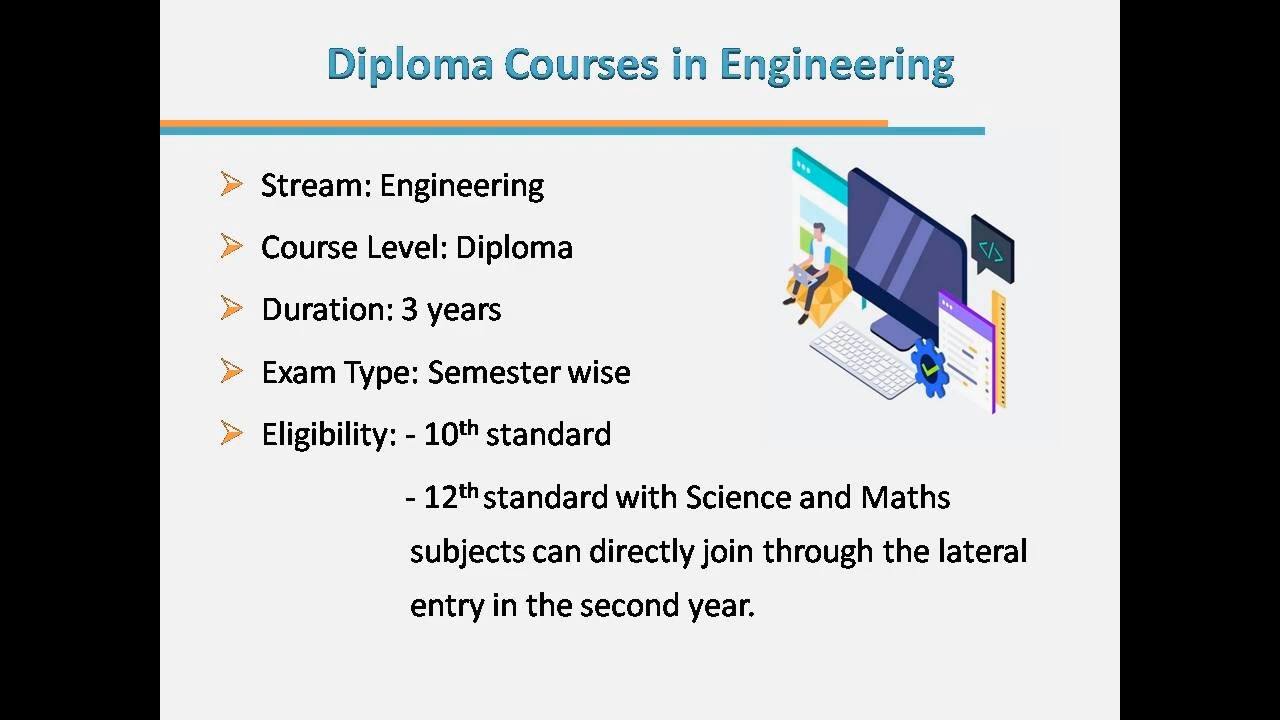 Diploma Courses in Engineering
Stream: Engineering
Course Level: Diploma
Duration: 3 years
Exam Type: Semester wise
Eligibility: - 10th standard
- 12th standard with Science and Maths
subjects can directly join through the lateral
entry in the second year.